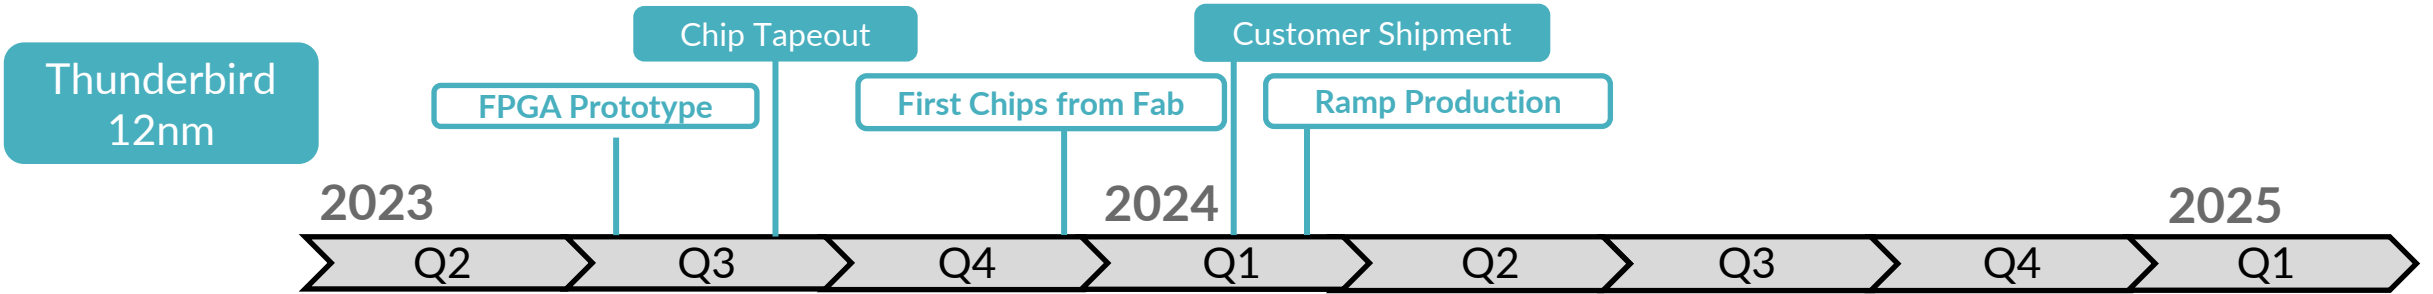 Thunderbird
12nm
Chip Tapeout
Customer Shipment
FPGA Prototype
First Chips from Fab
Ramp Production
2023
2024
2025
Q2
Q3
Q4
Q1
Q2
Q3
Q4
Q1